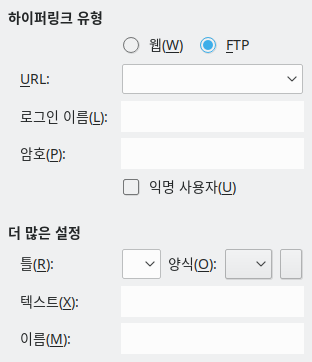 하이퍼링크 유형
웹(W) FTP
URL:
로그인 이름(L):
암호(P):
익명 사용자(U)
더 많은 설정
틀(R): 양식(O):
텍스트(X):
이름(M):